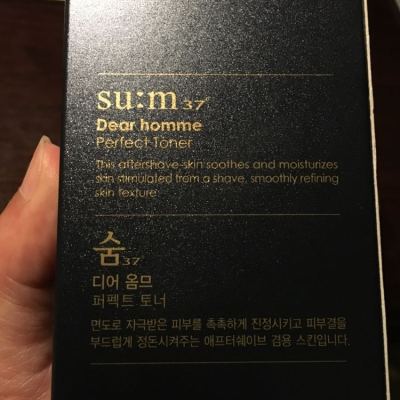 su:m37°
Dear homme
Perfect Toner
This aftershave-skin soothes and moisturizes
skin stimulated from a shave, smoothly refining
skin texture
숨37°
디어 옴므
퍼펙트 토너
면도로 자극받은 피부를 촉촉하게 진정시키고 피부결을
부드럽게 정돈시켜주는 애프터쉐이브 겸용 스킨입니다.